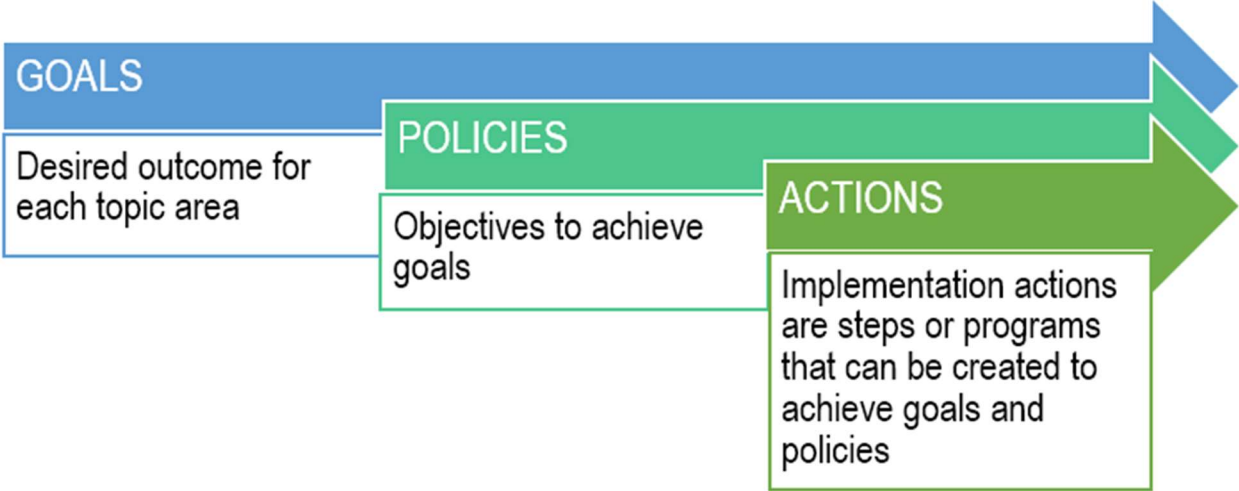 GOALS
Desired outcome for
each topic area
POLICIES
Objectives to achieve
goals
ACTIONS
Implementation actions
are steps or programs
that can be created to
achieve goals and
policies